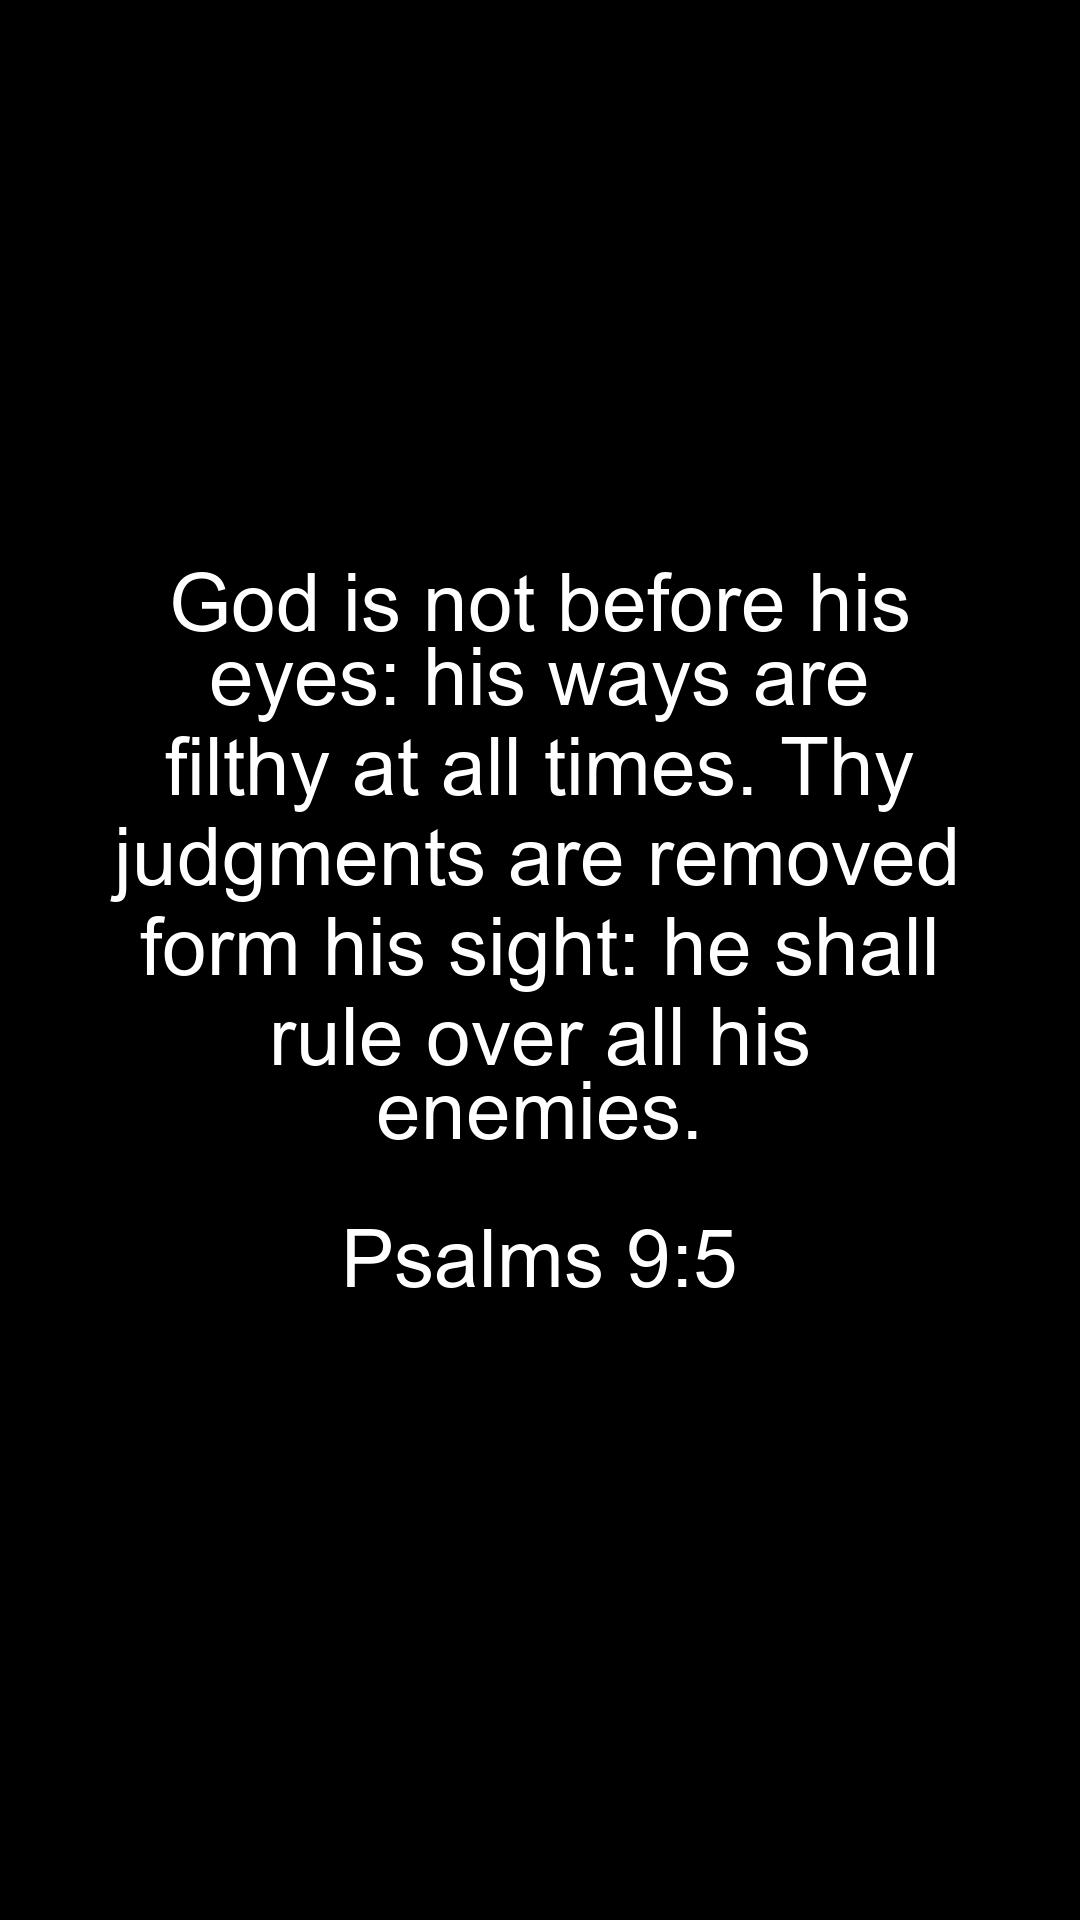 God is not before his
eyes: his ways are
filthy at all times. Thy
judgments are removed
form his sight: he shall
rule over all his
enemies.
Psalms 9:5